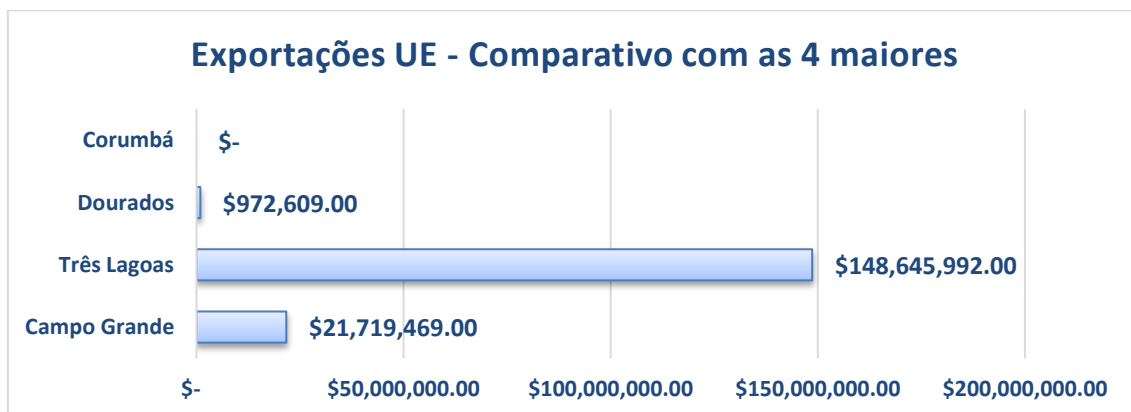 Exportações UE - Comparativo com as 4 maiores
Corumbá $-
Dourados $972,609.00
Três Lagoas $148,645,992.00
Campo Grande $21,719,469.00
$- $50,000,000.00 $100,000,000.00 $150,000,000.00 $200,000,000.00